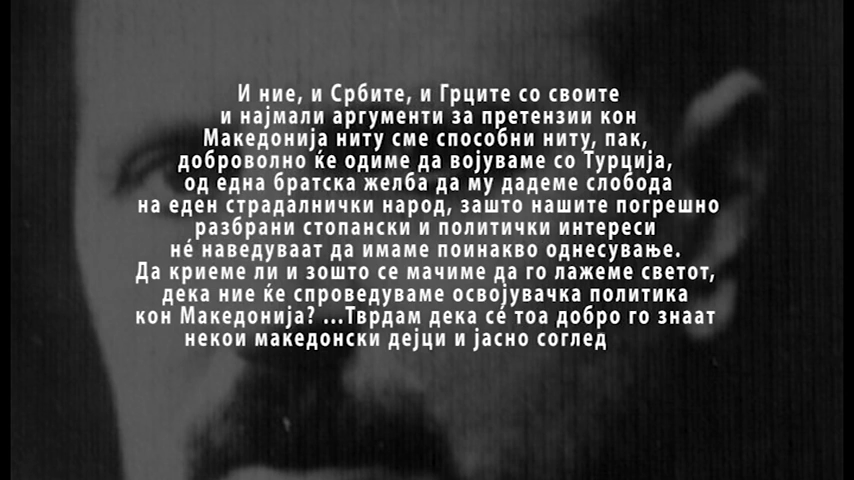 И ние, и Србите, и Грците со своите
и најмали аргументи за претензии кон
Македонија ниту сме способни ниту, пак,
доброволно ќе одиме да војуваме со Турција,
од една братска желба да му дадеме слобода
на еден страдалнички народ, зашто нашите погрешно
разбрани стопански и политички интереси
нé наведуваат да имаме поинакво однесување.
Да криеме ли и зошто се мачиме да го лажеме светот,
дека ние ќе спроведуваме освојувачка политика
кон Македонија? ...Тврдам дека сé тоа добро го знаат
некои македонски дејци и јасно соглед